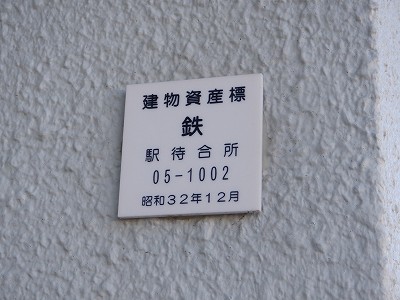 建物資産標
鉄
駅待合所
05-1002
昭和32年12月